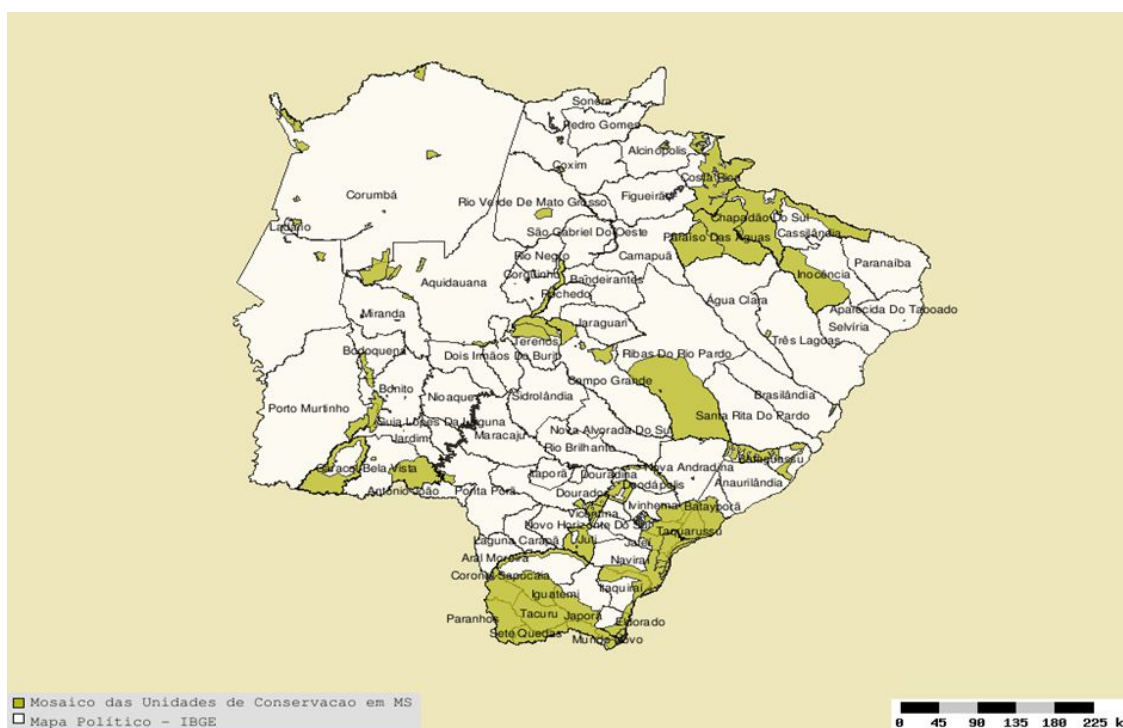 Sonora
Pedro Gomes
Alcinópolis
Coxim
Costa Rica
Corumbá
Figueirão
Rio Verde De Mato Grosso
Chapadão Do Sul
Ladário
São Gabriel Do Oeste
Cassilândia
Paraíso Das Águas
Rio Negro
Camapuã
Paranaíba
Corguinho
Inocência
Aquidauana
Bandeirantes
Rochedo
Água Clara
Aparecida Do Taboado
Miranda
Jaraguari
Selvíria
Terenos
Três Lagoas
Bodoquena
Dois Irmãos Do Buriti
Ribas Do Rio Pardo
Campo Grande
Bonito
Brasilândia
Nioaque
Sidrolândia
Porto Murtinho
Santa Rita Do Pardo
Guia Lopes Da Laguna
Nova Alvorada Do Sul
Jardim
Maracaju
Rio Brilhante
Bataguassu
Caracol
Bela Vista
Nova Andradina
Itaporã
Douradina
Anaurilândia
Deodápolis
Antônio João
Ponta Porã
Dourados
Ivinhema
Batayporã
Vicentina
Novo Horizonte Do Sul
Taquarussu
Laguna Carapã
Juti
Jateí
Aral Moreira
Naviraí
Coronel Sapucaia
Itaquiraí
Iguatemi
Paranhos
Tacuru
Japorã
Eldorado
Sete Quedas
Mundo Novo
Mosaico das Unidades de Conservacao em MS
Mapa Político - IBGE
0 45 90 135 180 225 k